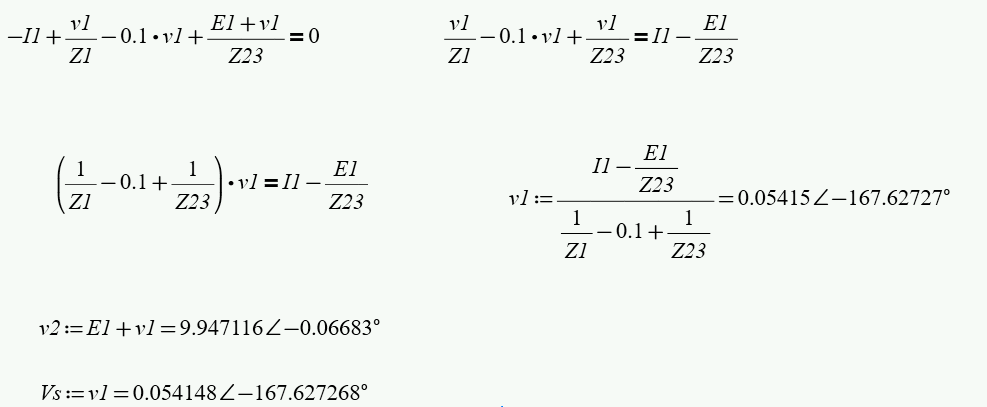 -I1 + v1/Z1 - 0.1•v1 + (E1 + v1)/Z23 = 0
v1/Z1 - 0.1•v1 + v1/Z23 = I1 - E1/Z23
(1/Z1 - 0.1 + 1/Z23)•v1 = I1 - E1/Z23
v1 := (I1 - E1/Z23)/(1/Z1 - 0.1 + 1/Z23) = 0.05415∠-167.62727°
v2 := E1 + v1 = 9.947116∠-0.06683°
Vs := v1 = 0.054148∠-167.627268°